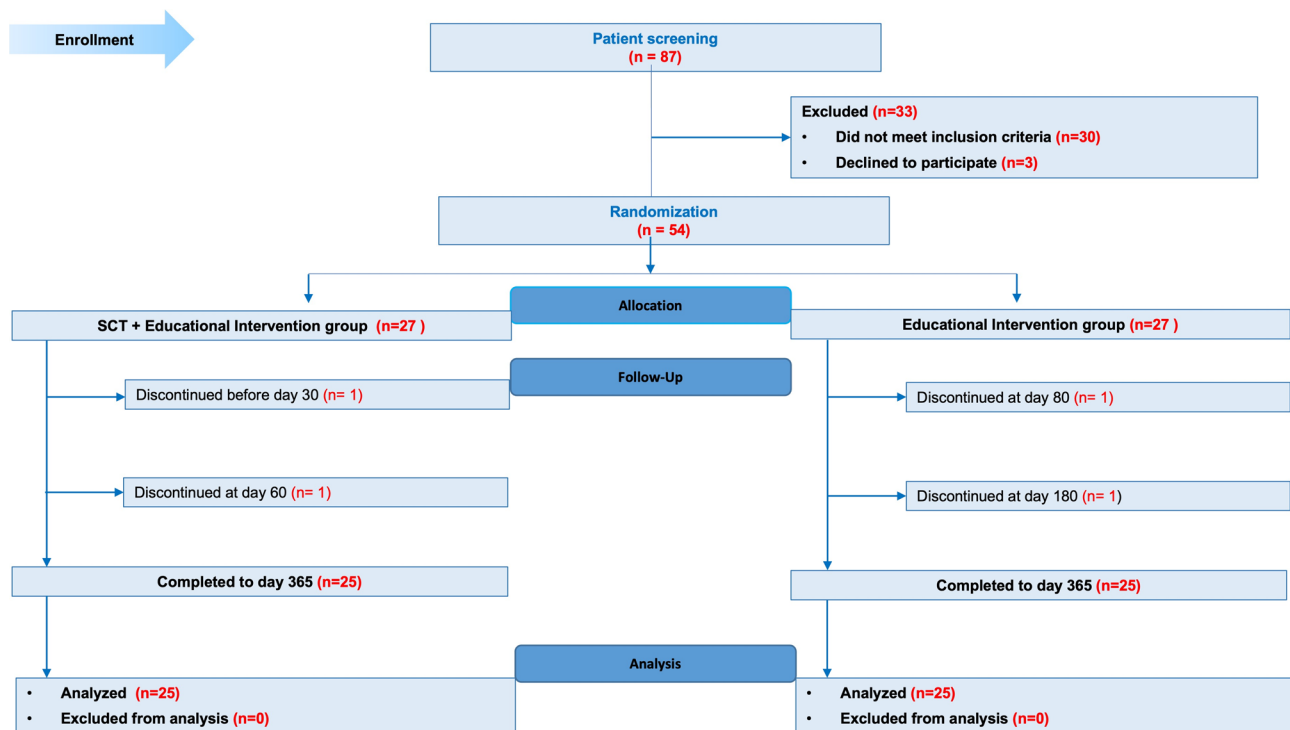 Enrollment
Patient screening
(n = 87)
Excluded (n=33)
• Did not meet inclusion criteria (n=30)
• Declined to participate (n=3)
Randomization
(n = 54)
Allocation
SCT + Educational Intervention group (n=27 )
Educational Intervention group (n=27 )
Follow-Up
Discontinued before day 30 (n= 1)
Discontinued at day 80 (n= 1)
Discontinued at day 60 (n= 1)
Discontinued at day 180 (n= 1)
Completed to day 365 (n=25)
Completed to day 365 (n=25)
Analysis
• Analyzed (n=25)
• Excluded from analysis (n=0)
• Analyzed (n=25)
• Excluded from analysis (n=0)